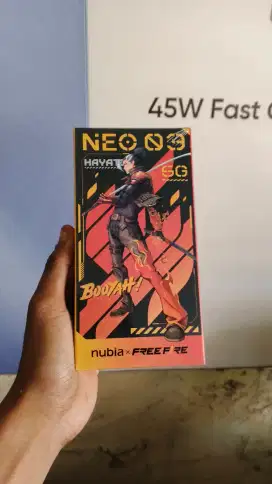 45W Fast
NEO 03
HAYATO
5G
BOOYAH!
nubia × FREE FIRE